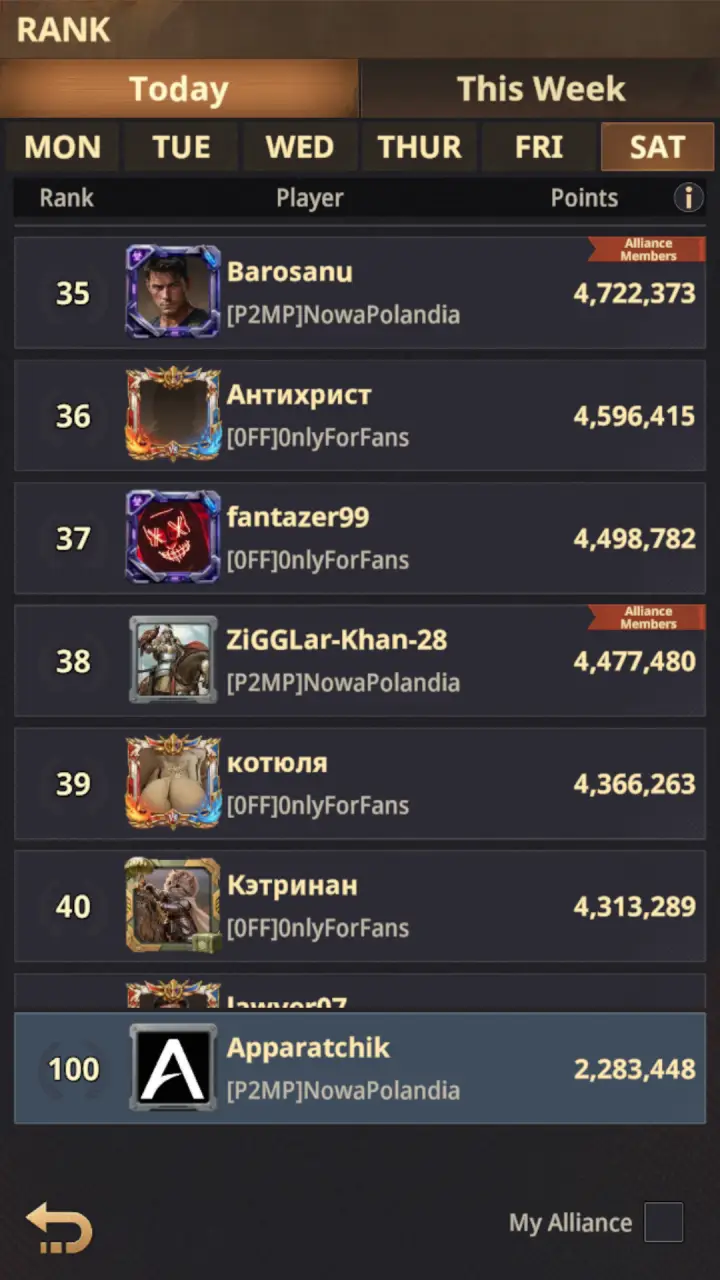 RANK
Today
This Week
MON TUE WED THUR FRI SAT
Rank Player Points
Alliance Members
35 Barosanu 4,722,373
[P2MP]NowaPolandia
36 Антихрист 4,596,415
[0FF]0nlyForFans
37 fantazer99 4,498,782
[0FF]0nlyForFans
Alliance Members
38 ZiGGLar-Khan-28 4,477,480
[P2MP]NowaPolandia
39 котюля 4,366,263
[0FF]0nlyForFans
40 Кэтринан 4,313,289
[0FF]0nlyForFans
100 Apparatchik 2,283,448
[P2MP]NowaPolandia
My Alliance